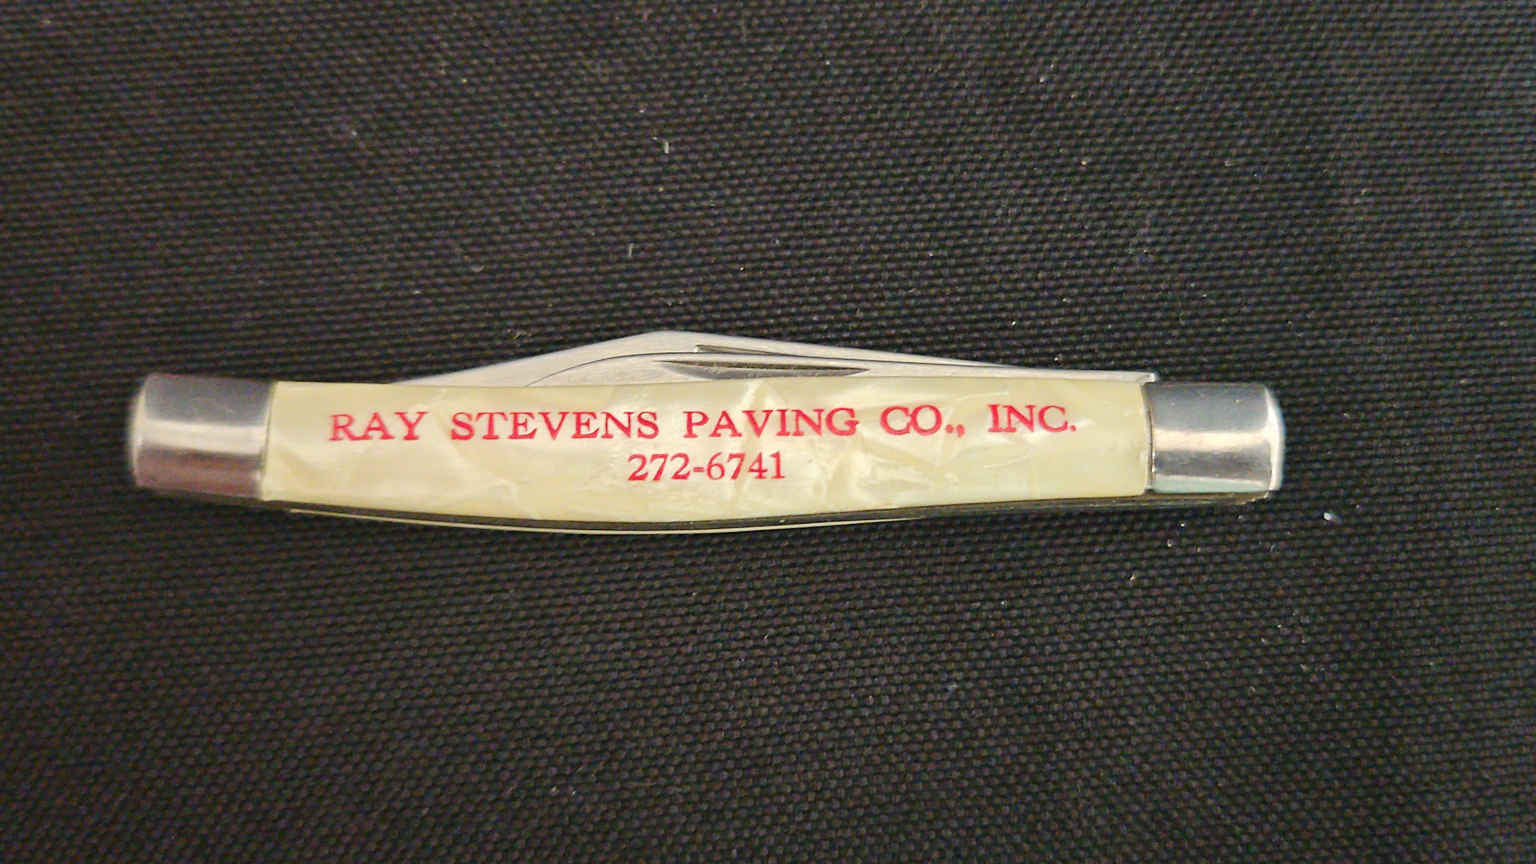 RAY STEVENS PAVING CO., INC.
272-6741